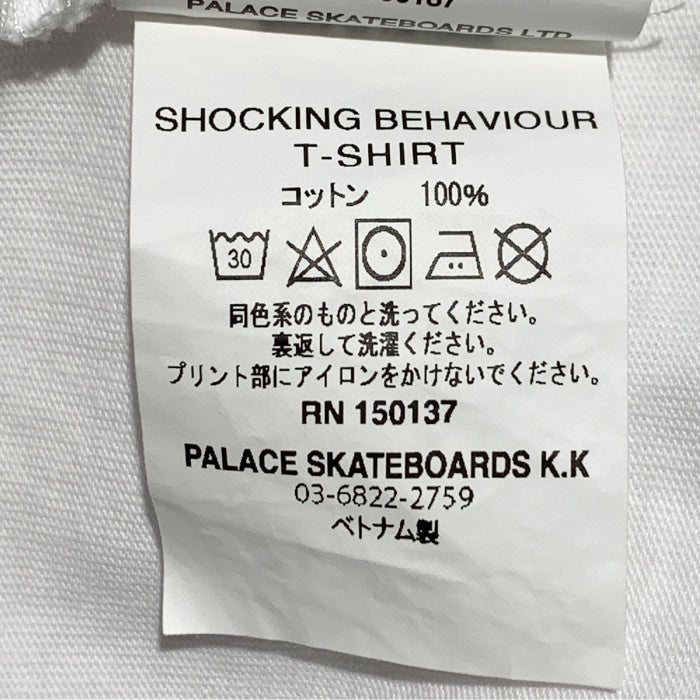 PALACE SKATEBOARDS LTD
SHOCKING BEHAVIOUR
T-SHIRT
コットン 100%
30
同色系のものと洗ってください。
裏返して洗濯ください。
プリント部にアイロンをかけないでください。
RN 150137
PALACE SKATEBOARDS K.K
03-6822-2759
ベトナム製